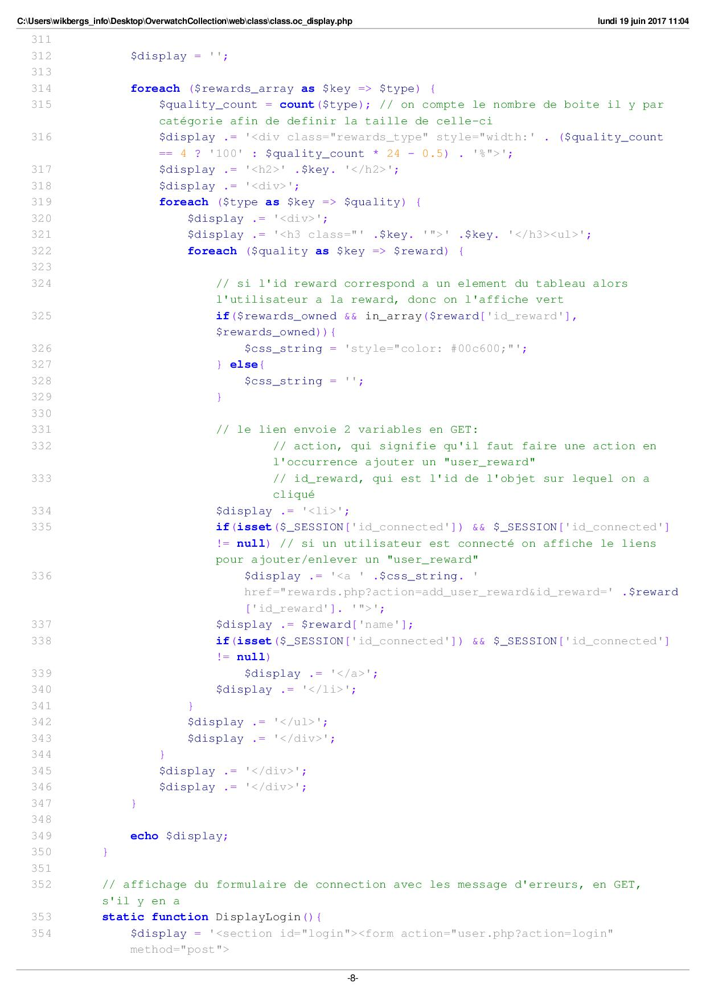 C:\Users\wikbergs_info\Desktop\OverwatchCollection\web\class\class.oc_display.php lundi 19 juin 2017 11:04
311
312 $display = '';
313
314 foreach ($rewards_array as $key => $type) {
315 $quality_count = count($type); // on compte le nombre de boite il y par
catégorie afin de definir la taille de celle-ci
316 $display .= '<div class="rewards_type" style="width:' . ($quality_count
== 4 ? '100' : $quality_count * 24 - 0.5) . '%">';
317 $display .= '<h2>' .$key. '</h2>';
318 $display .= '<div>';
319 foreach ($type as $key => $quality) {
320 $display .= '<div>';
321 $display .= '<h3 class="' .$key. '">' .$key. '</h3><ul>';
322 foreach ($quality as $key => $reward) {
323
324 // si l'id reward correspond a un element du tableau alors
l'utilisateur a la reward, donc on l'affiche vert
325 if($rewards_owned && in_array($reward['id_reward'],
$rewards_owned)){
326 $css_string = 'style="color: #00c600;"';
327 } else{
328 $css_string = '';
329 }
330
331 // le lien envoie 2 variables en GET:
332 // action, qui signifie qu'il faut faire une action en
l'occurrence ajouter un "user_reward"
333 // id_reward, qui est l'id de l'objet sur lequel on a
cliqué
334 $display .= '<li>';
335 if(isset($_SESSION['id_connected']) && $_SESSION['id_connected']
!= null) // si un utilisateur est connecté on affiche le liens
pour ajouter/enlever un "user_reward"
336 $display .= '<a ' .$css_string. '
href="rewards.php?action=add_user_reward&id_reward=' .$reward
['id_reward']. '">';
337 $display .= $reward['name'];
338 if(isset($_SESSION['id_connected']) && $_SESSION['id_connected']
!= null)
339 $display .= '</a>';
340 $display .= '</li>';
341 }
342 $display .= '</ul>';
343 $display .= '</div>';
344 }
345 $display .= '</div>';
346 $display .= '</div>';
347 }
348
349 echo $display;
350 }
351
352 // affichage du formulaire de connection avec les message d'erreurs, en GET,
s'il y en a
353 static function DisplayLogin(){
354 $display = '<section id="login"><form action="user.php?action=login"
method="post">
-8-